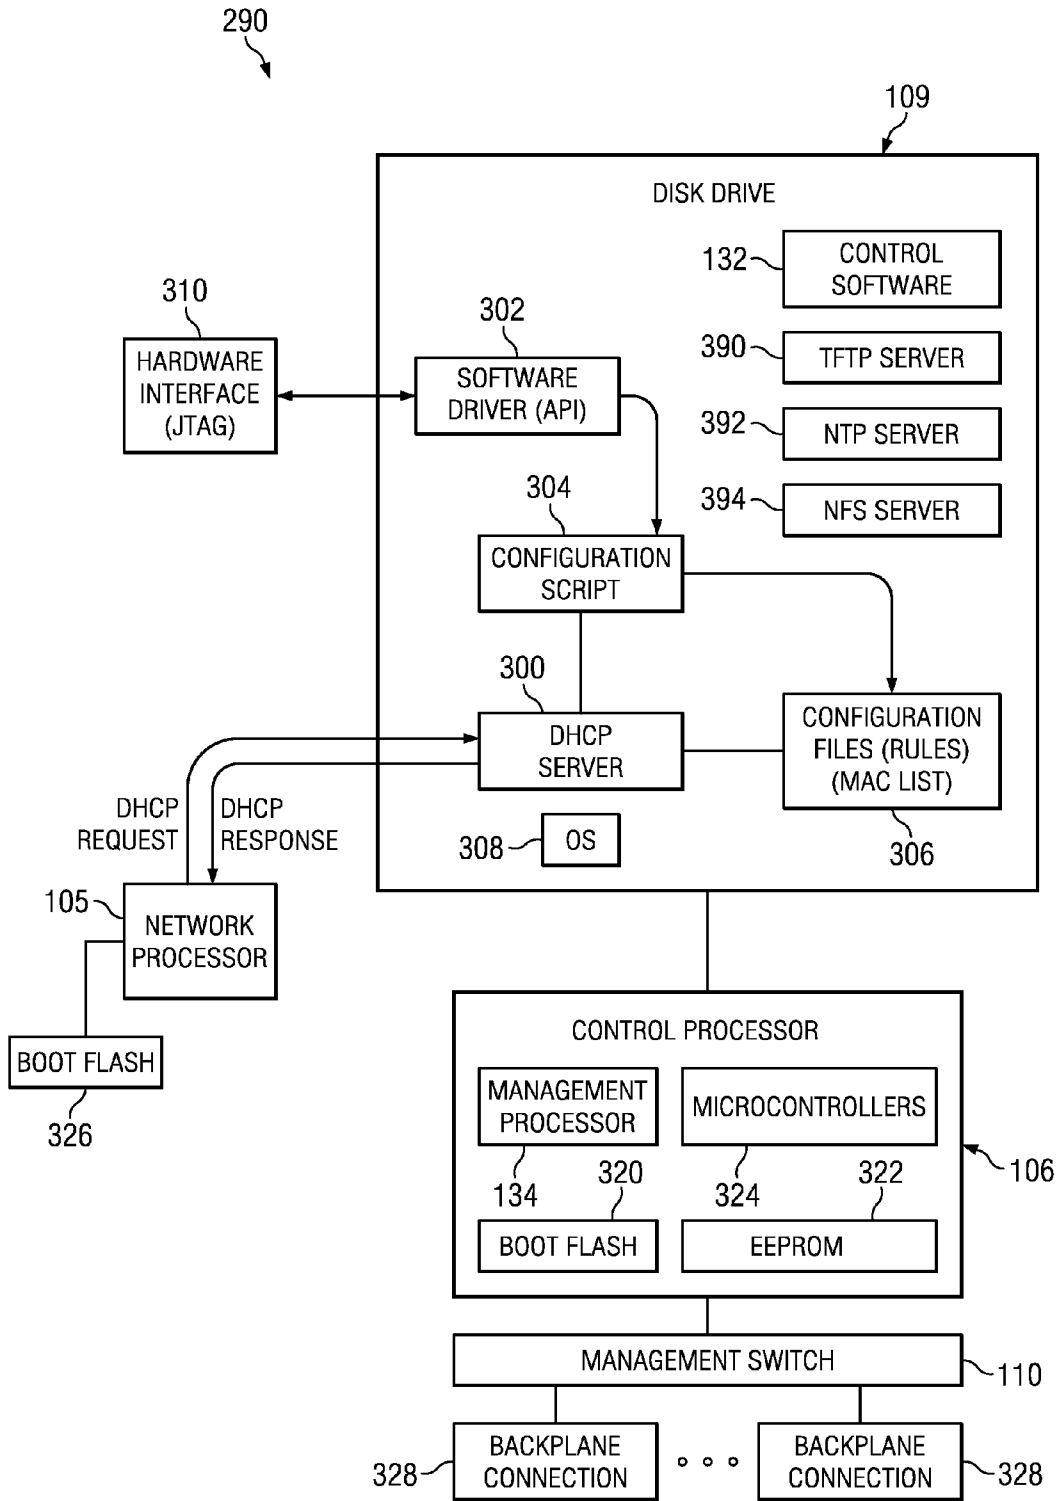 290
109
DISK DRIVE
132
CONTROL
SOFTWARE
310
302
390
TFTP SERVER
HARDWARE
INTERFACE
(JTAG)
SOFTWARE
DRIVER (API)
392
NTP SERVER
304
394
NFS SERVER
CONFIGURATION
SCRIPT
300
DHCP
SERVER
CONFIGURATION
FILES (RULES)
(MAC LIST)
DHCP
REQUEST
DHCP
RESPONSE
308
OS
306
105
NETWORK
PROCESSOR
CONTROL PROCESSOR
BOOT FLASH
326
MANAGEMENT
PROCESSOR
MICROCONTROLLERS
106
134
320
324
322
BOOT FLASH
EEPROM
MANAGEMENT SWITCH
110
328
BACKPLANE
CONNECTION
BACKPLANE
CONNECTION
328